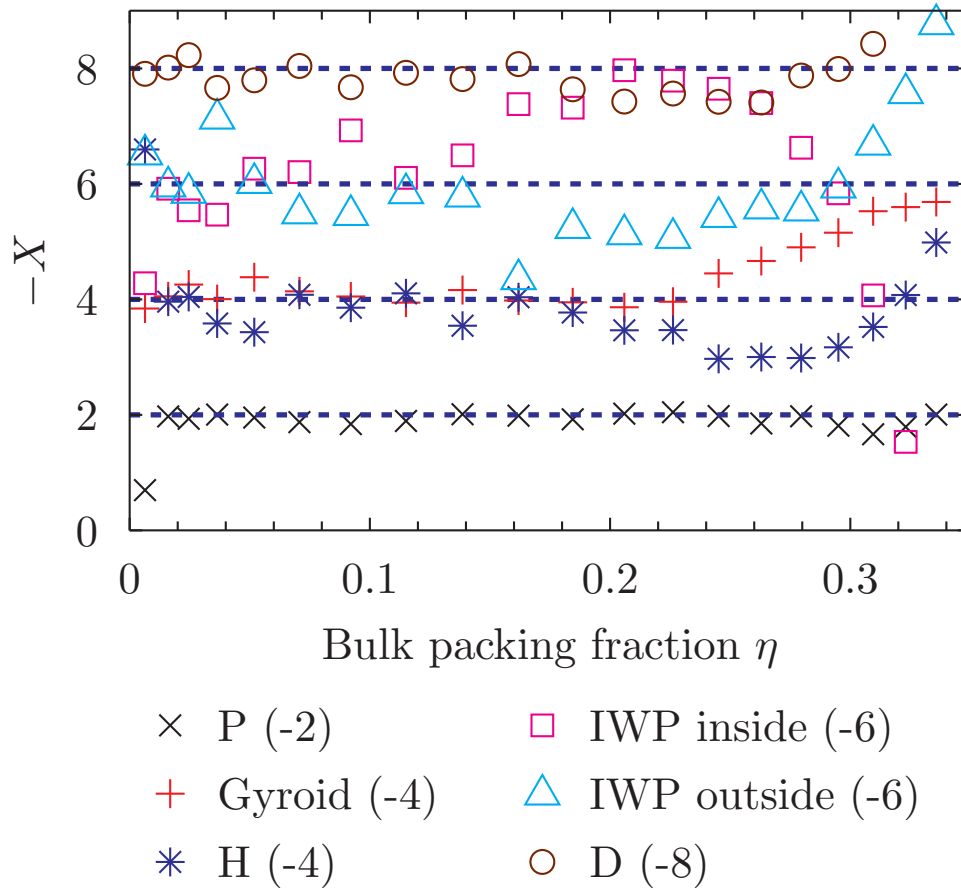 8
6
4
2
0
−X
0 0.1 0.2 0.3
Bulk packing fraction η
P (-2) IWP inside (-6)
Gyroid (-4) IWP outside (-6)
H (-4) D (-8)